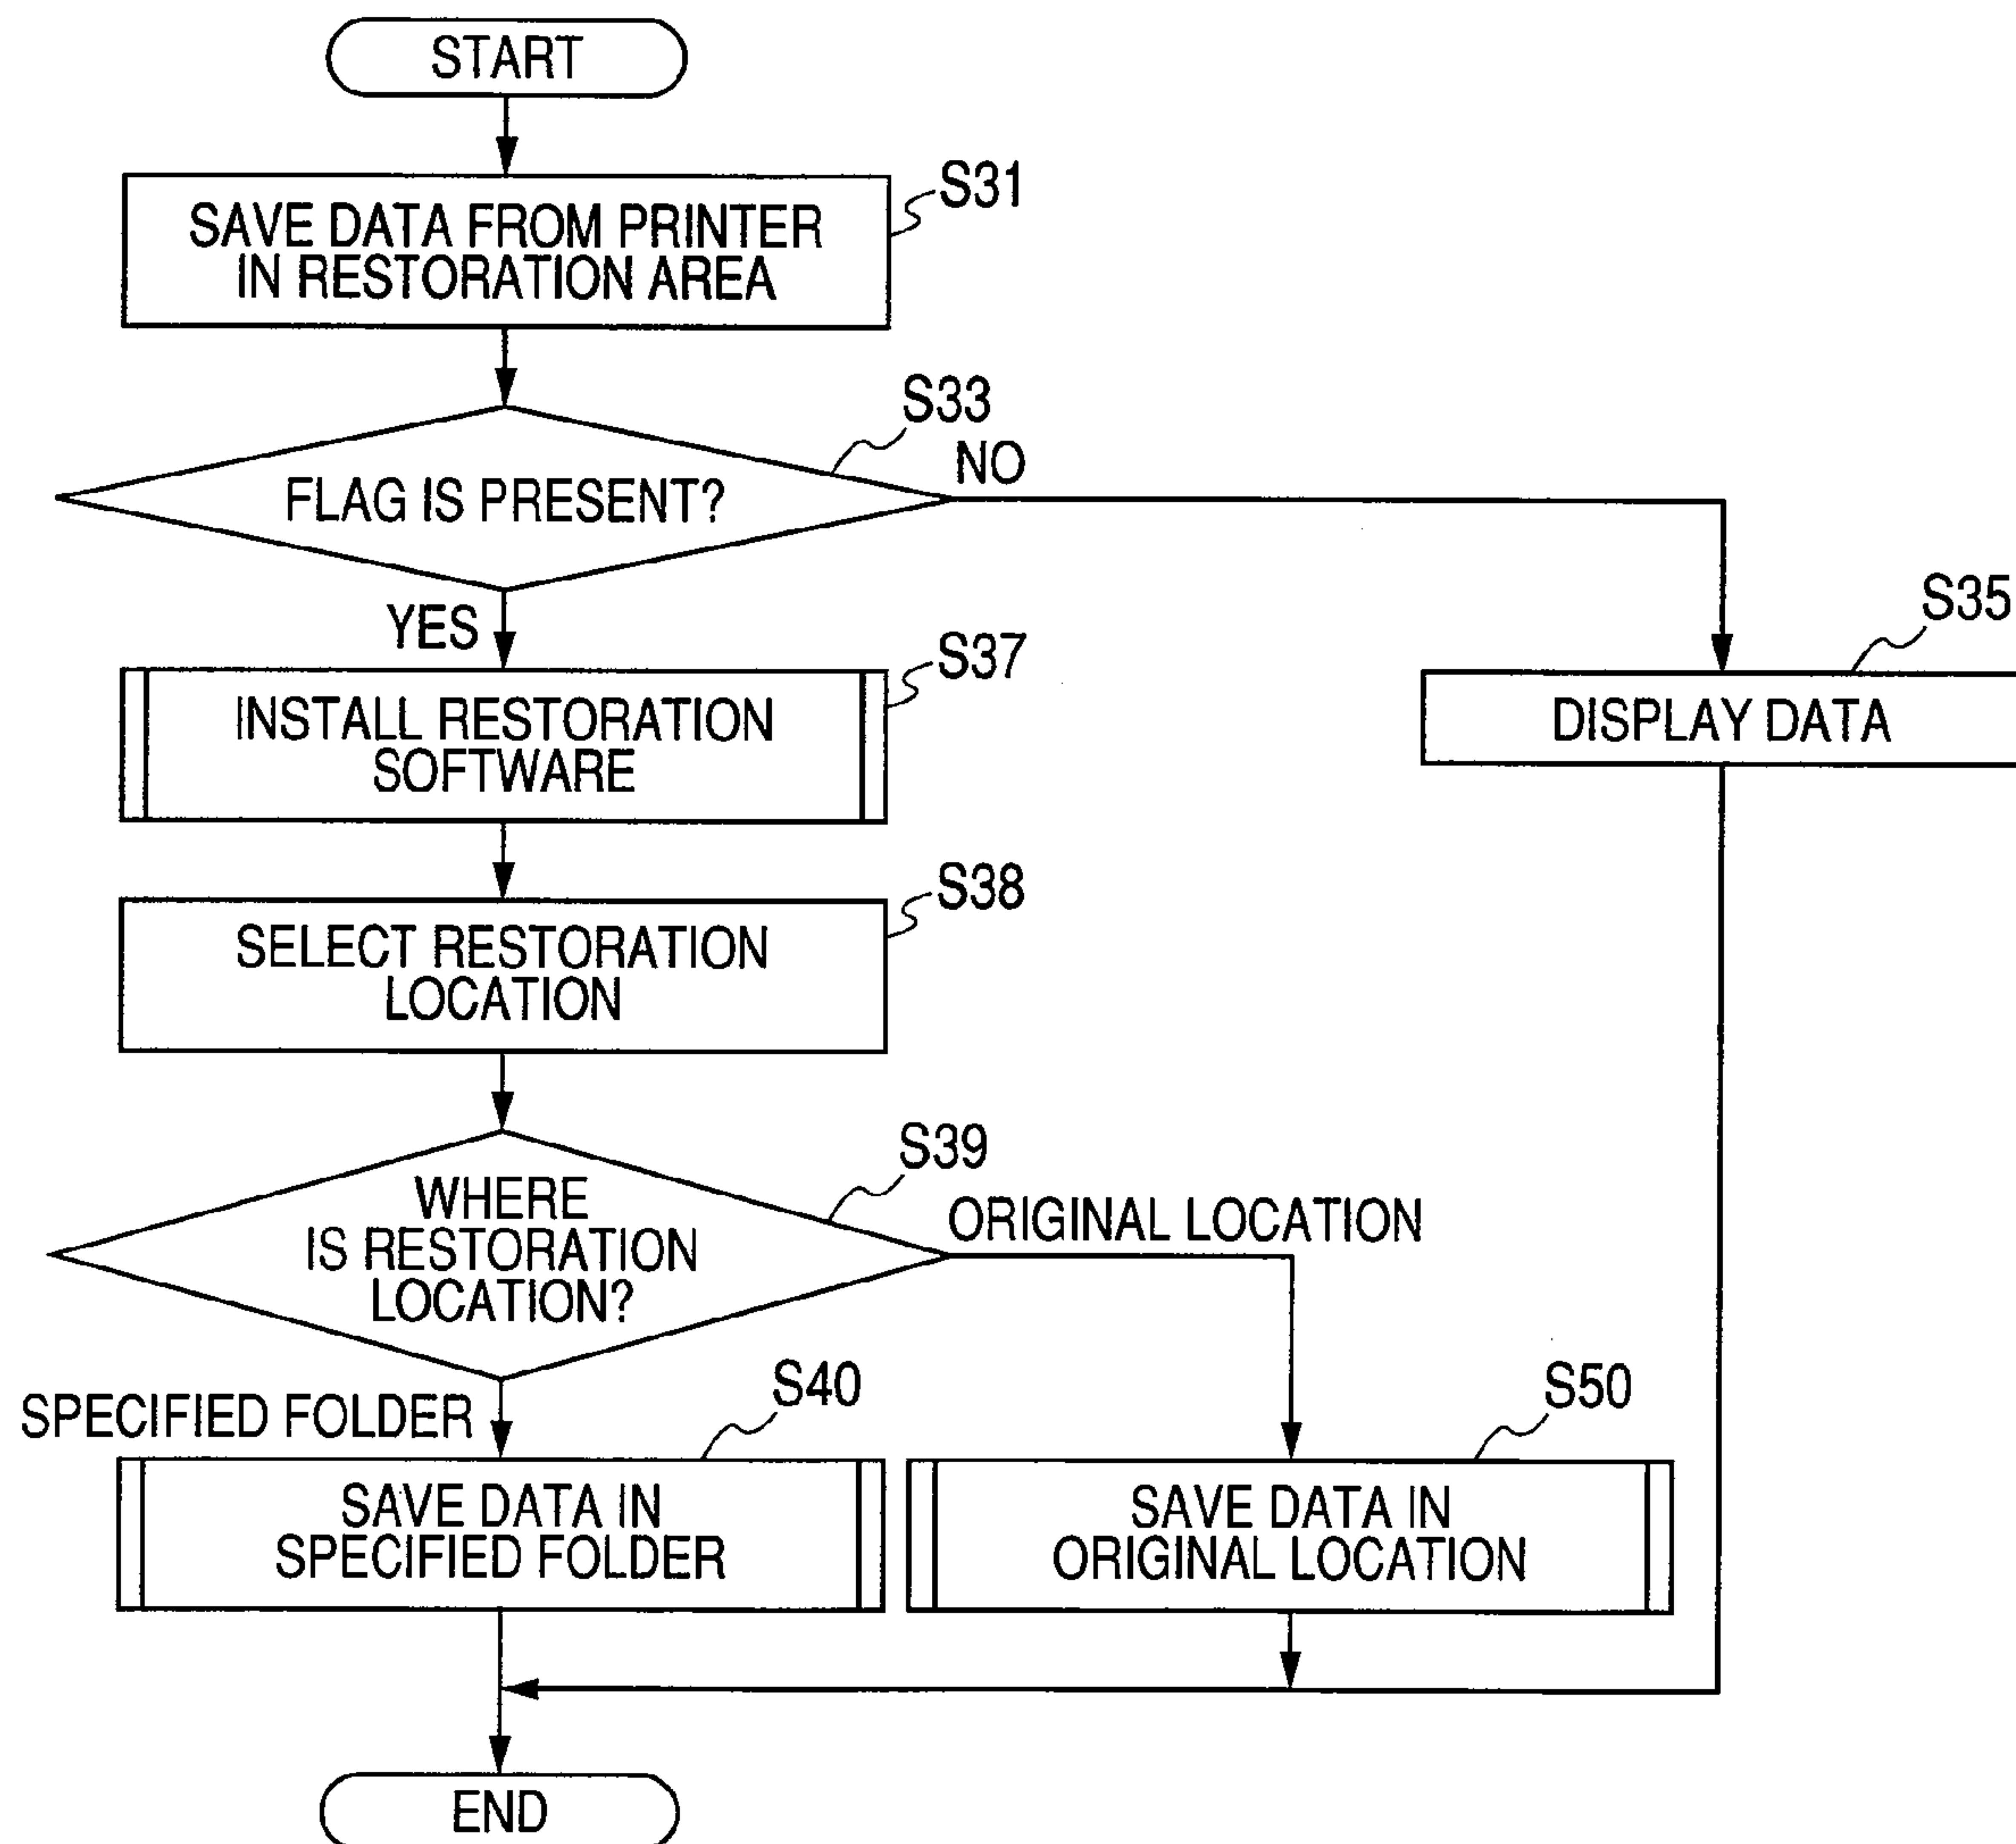 START
S31
SAVE DATA FROM PRINTER
IN RESTORATION AREA
S33
NO
FLAG IS PRESENT?
YES
S35
S37
INSTALL RESTORATION
SOFTWARE
DISPLAY DATA
S38
SELECT RESTORATION
LOCATION
S39
WHERE
IS RESTORATION
LOCATION?
ORIGINAL LOCATION
SPECIFIED FOLDER
S40
S50
SAVE DATA IN
SPECIFIED FOLDER
SAVE DATA IN
ORIGINAL LOCATION
END